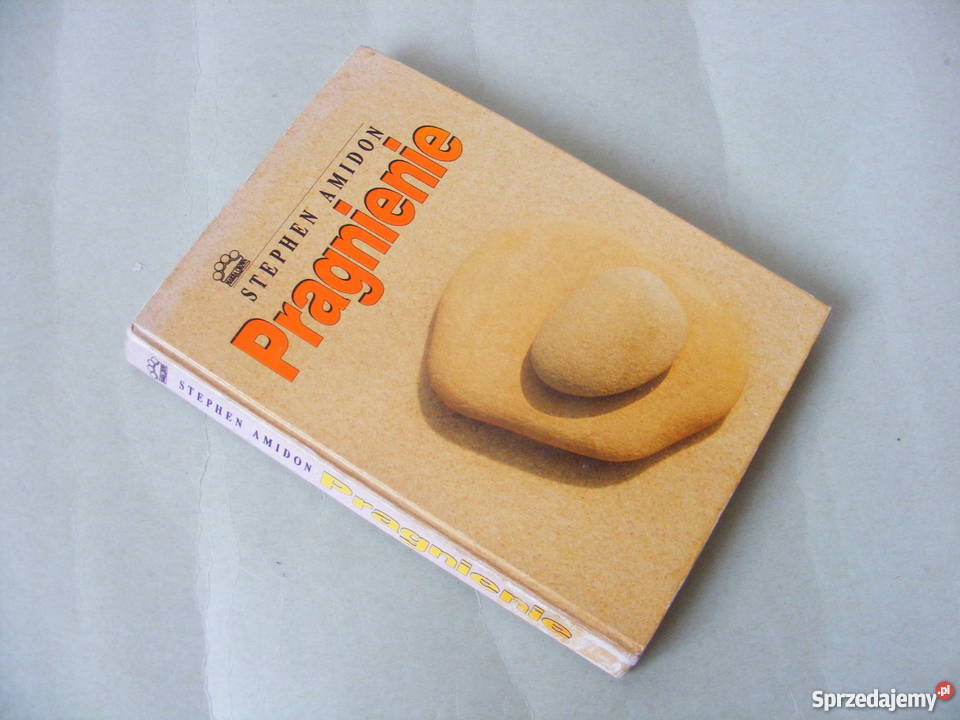 STEPHEN AMIDON
Pragnienie
STEPHEN AMIDON Pragnienie
Sprzedajemy.pl